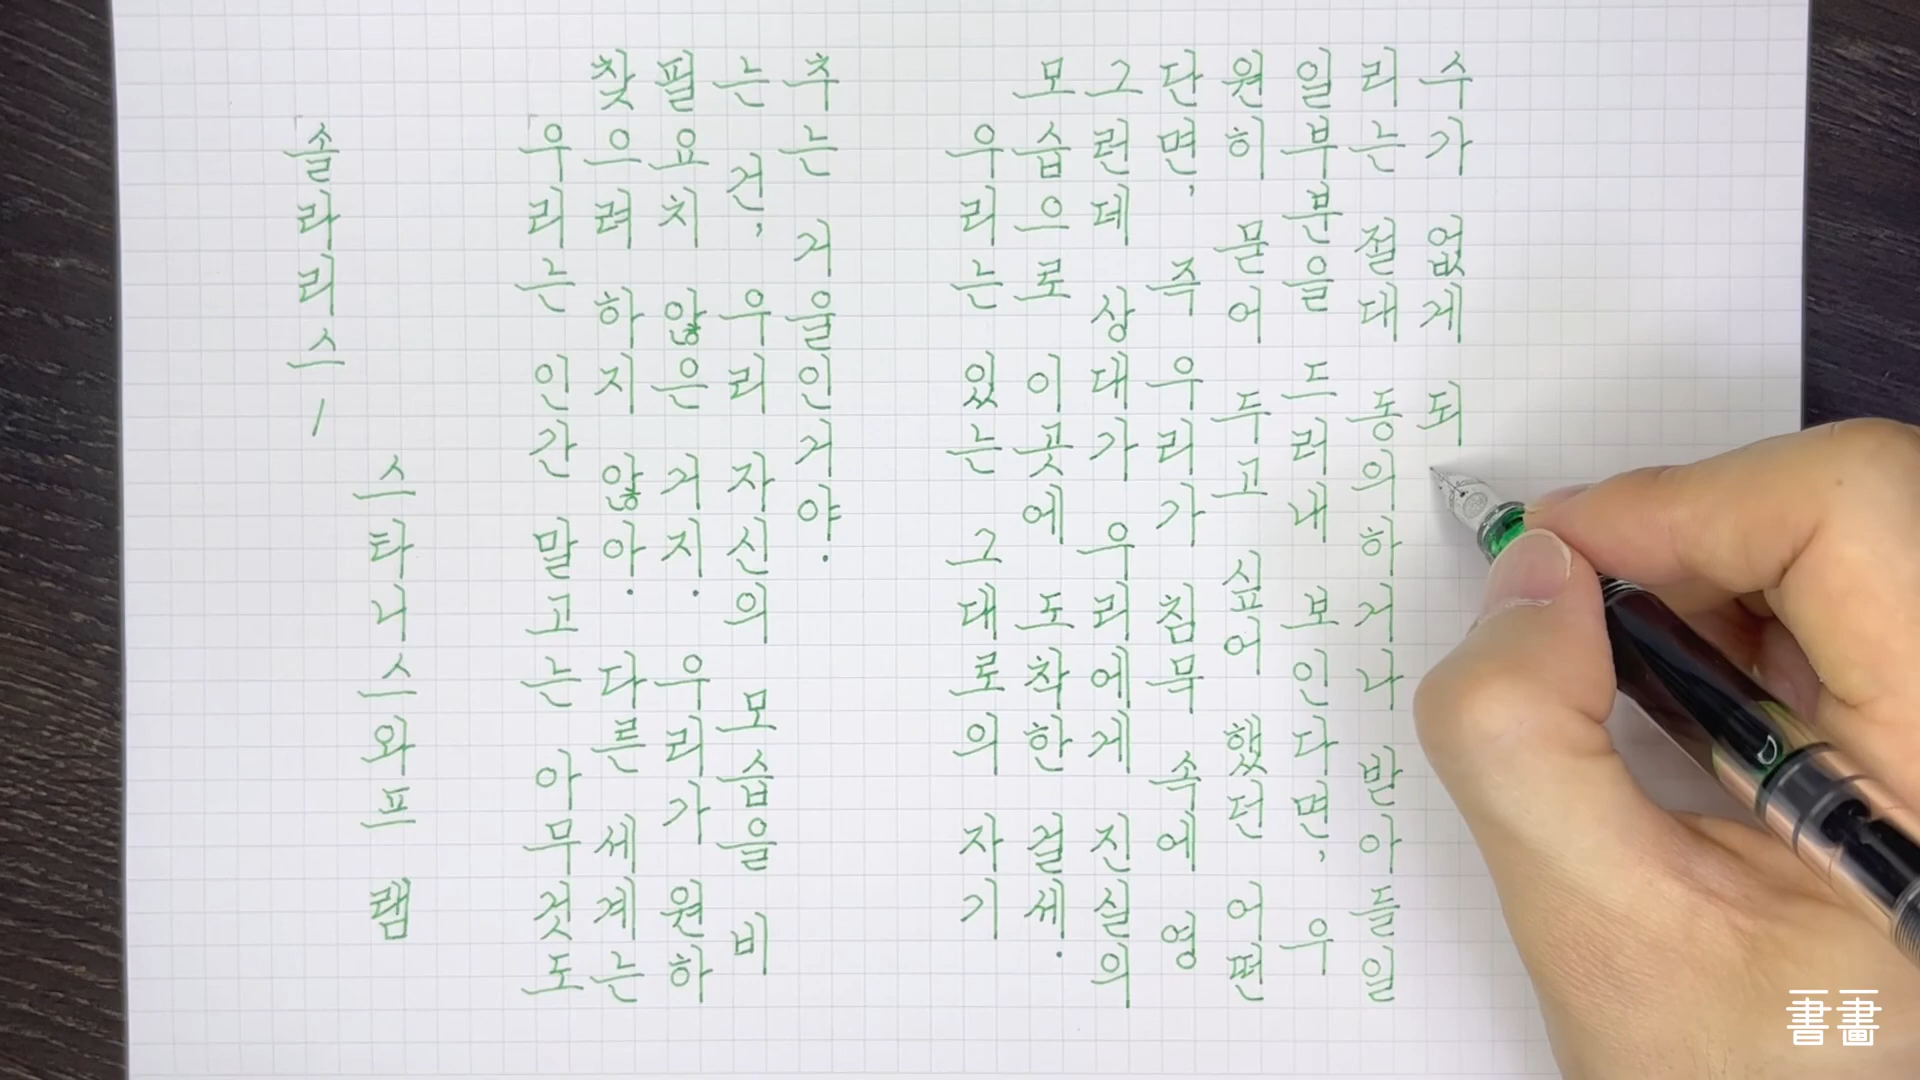 솔라리스 /
스타니스와프 램
우리는 인간 말고는 아무것도
찾으려 하지 않아. 다른 세계는
필요치 않은 거지. 우리가 원하
는 건, 우리 자신의 모습을 비
추는 거울인거야.
우리는 있는 그대로의 자기
모습으로 이곳에 도착한 걸세.
그런데 상대가 우리에게 진실의
단면, 즉 우리가 침묵 속에 영
원히 묻어 두고 싶어 했던 어떤
일부분을 드러내 보인다면, 우
리는 절대 동의하거나 받아들일
수가 없게 되
書畫